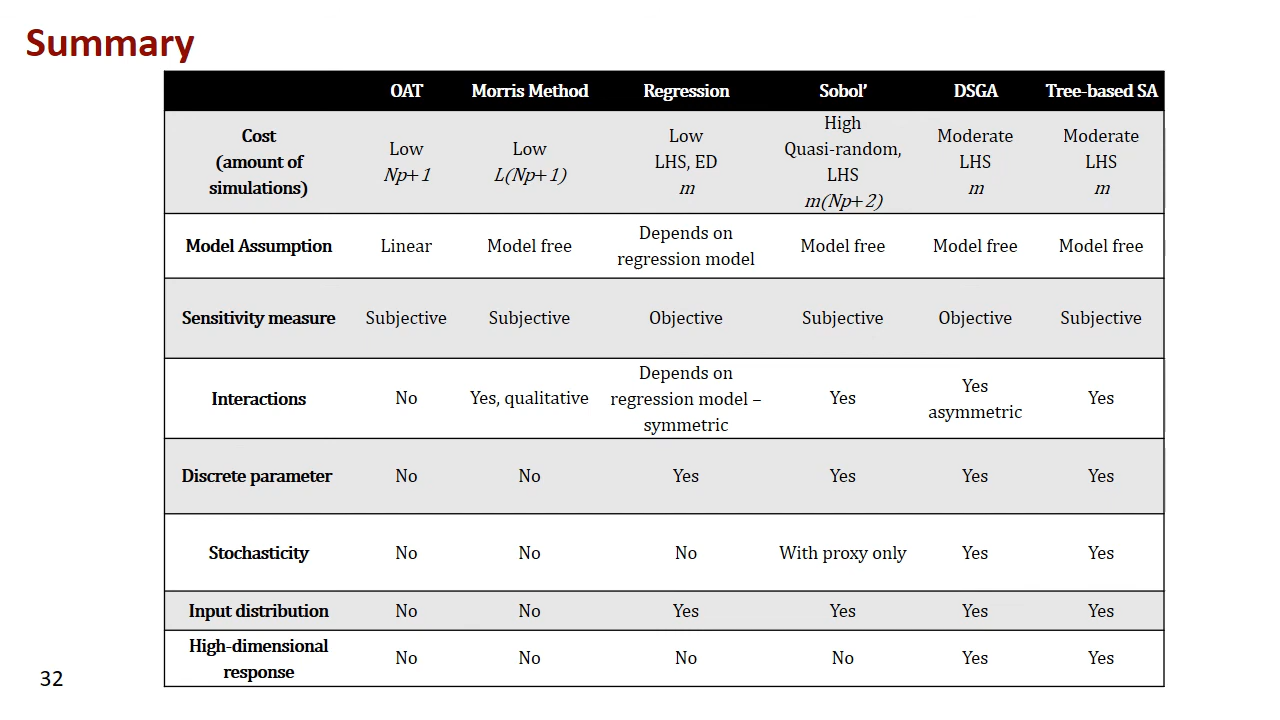 Summary
OAT Morris Method Regression Sobol’ DSGA Tree-based SA
Cost
(amount of
simulations)
Low
Np+1
Low
L(Np+1)
Low
LHS, ED
m
High
Quasi-random,
LHS
m(Np+2)
Moderate
LHS
m
Moderate
LHS
m
Model Assumption
Linear
Model free
Depends on
regression model
Model free
Model free
Model free
Sensitivity measure
Subjective
Subjective
Objective
Subjective
Objective
Subjective
Interactions
No
Yes, qualitative
Depends on
regression model –
symmetric
Yes
Yes
asymmetric
Yes
Discrete parameter
No
No
Yes
Yes
Yes
Yes
Stochasticity
No
No
No
With proxy only
Yes
Yes
Input distribution
No
No
Yes
Yes
Yes
Yes
High-dimensional
response
No
No
No
No
Yes
Yes
32